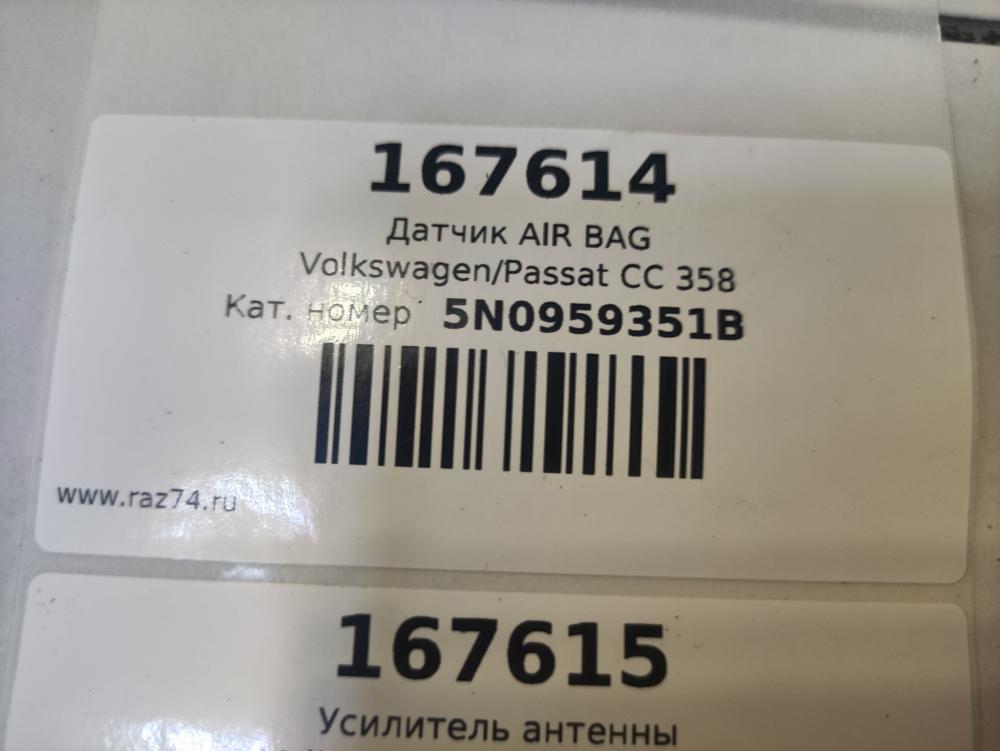 167614
Датчик AIR BAG
Volkswagen/Passat CC 358
Кат. номер 5N0959351B
www.raz74.ru
167615
Усилитель антенны